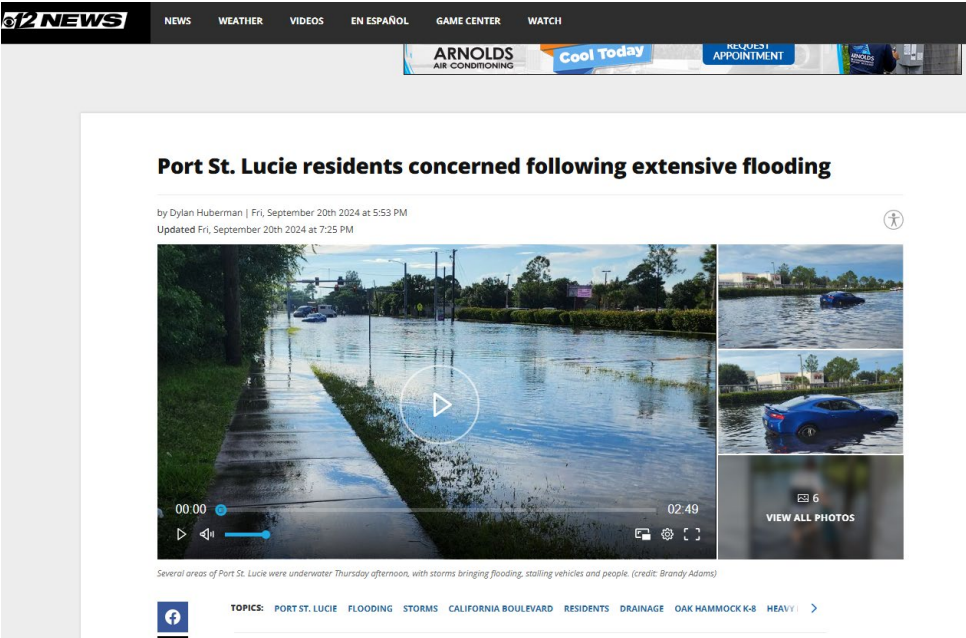 12 NEWS
NEWS WEATHER VIDEOS EN ESPAÑOL GAME CENTER WATCH
ARNOLDS
AIR CONDITIONING
Cool Today
REQUEST
APPOINTMENT
ARNOLDS
Port St. Lucie residents concerned following extensive flooding
by Dylan Huberman | Fri, September 20th 2024 at 5:53 PM
Updated Fri, September 20th 2024 at 7:25 PM
00:00 02:49
6
VIEW ALL PHOTOS
Several areas of Port St. Lucie were underwater Thursday afternoon, with storms bringing flooding, stalling vehicles and people. (credit: Brandy Adams)
TOPICS: PORT ST. LUCIE FLOODING STORMS CALIFORNIA BOULEVARD RESIDENTS DRAINAGE OAK HAMMOCK K-8 HEAVY